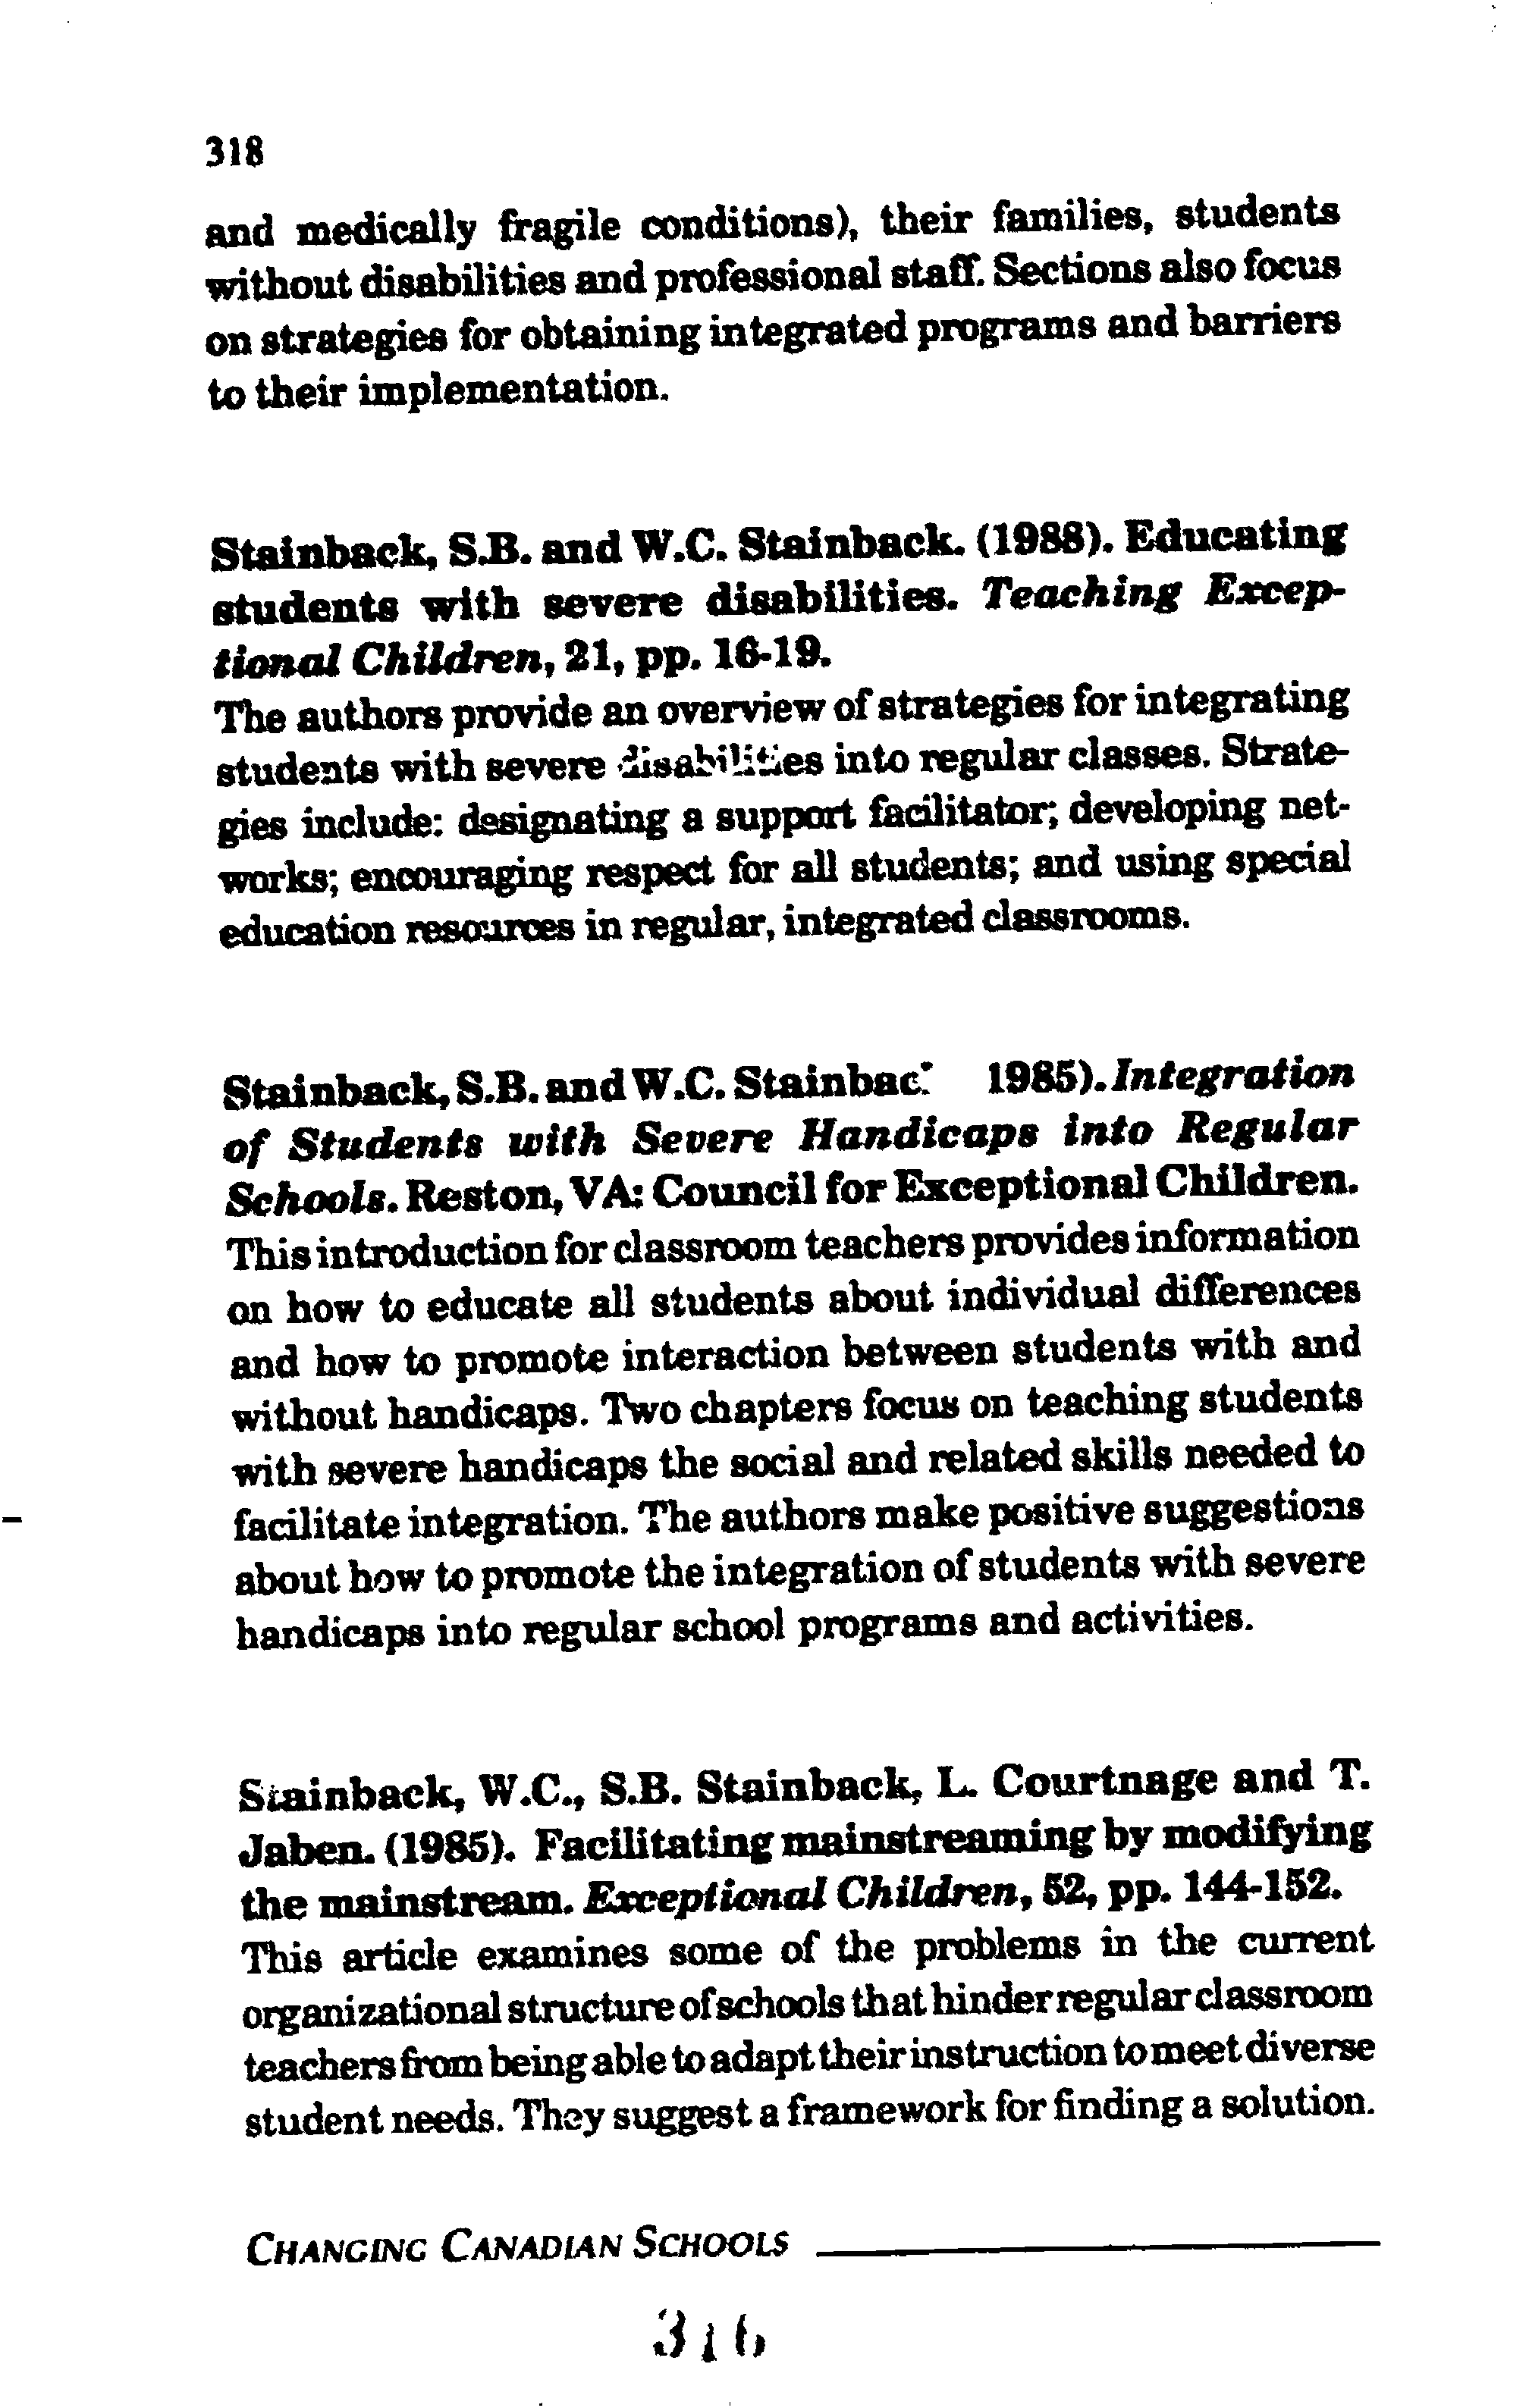 318
and medically fragile conditions), their families, students
without disabilities and professional staff. Sections also focus
on strategies for obtaining integrated programs and barriers
to their implementation.
Stainback, S.B. and W.C. Stainback. (1988). Educating
students with severe disabilities. Teaching Excep-
tional Children, 21, pp. 16-19.
The authors provide an overview of strategies for integrating
students with severe disabilities into regular classes. Strate-
gies include: designating a support facilitator; developing net-
works; encouraging respect for all students; and using special
education resources in regular, integrated classrooms.
Stainback, S.B. and W.C. 1985). Integration
of Students with Severe Handicaps into Regular
Schools. Reston, VA: Council for Exceptional Children.
This introduction for classroom teachers provides information
on how to educate all students about individual differences
and how to promote interaction between students with and
without handicaps. Two chapters focus on teaching students
with severe handicaps the social and related skills needed to
facilitate integration. The authors make positive suggestions
about how to promote the integration of students with severe
handicaps into regular school programs and activities.
Stainback, W.C., S.B. Stainback, L. Courtnage and T.
Jaben. (1985). Facilitating mainstreaming by modifying
the mainstream. Exceptional Children, 52, pp. 144-152.
This article examines some of the problems in the current
organizational structure of schools that hinder regular classroom
teachers from being able to adapt their instruction to meet diverse
student needs. They suggest a framework for finding a solution.
CHANGING CANADIAN SCHOOLS
316